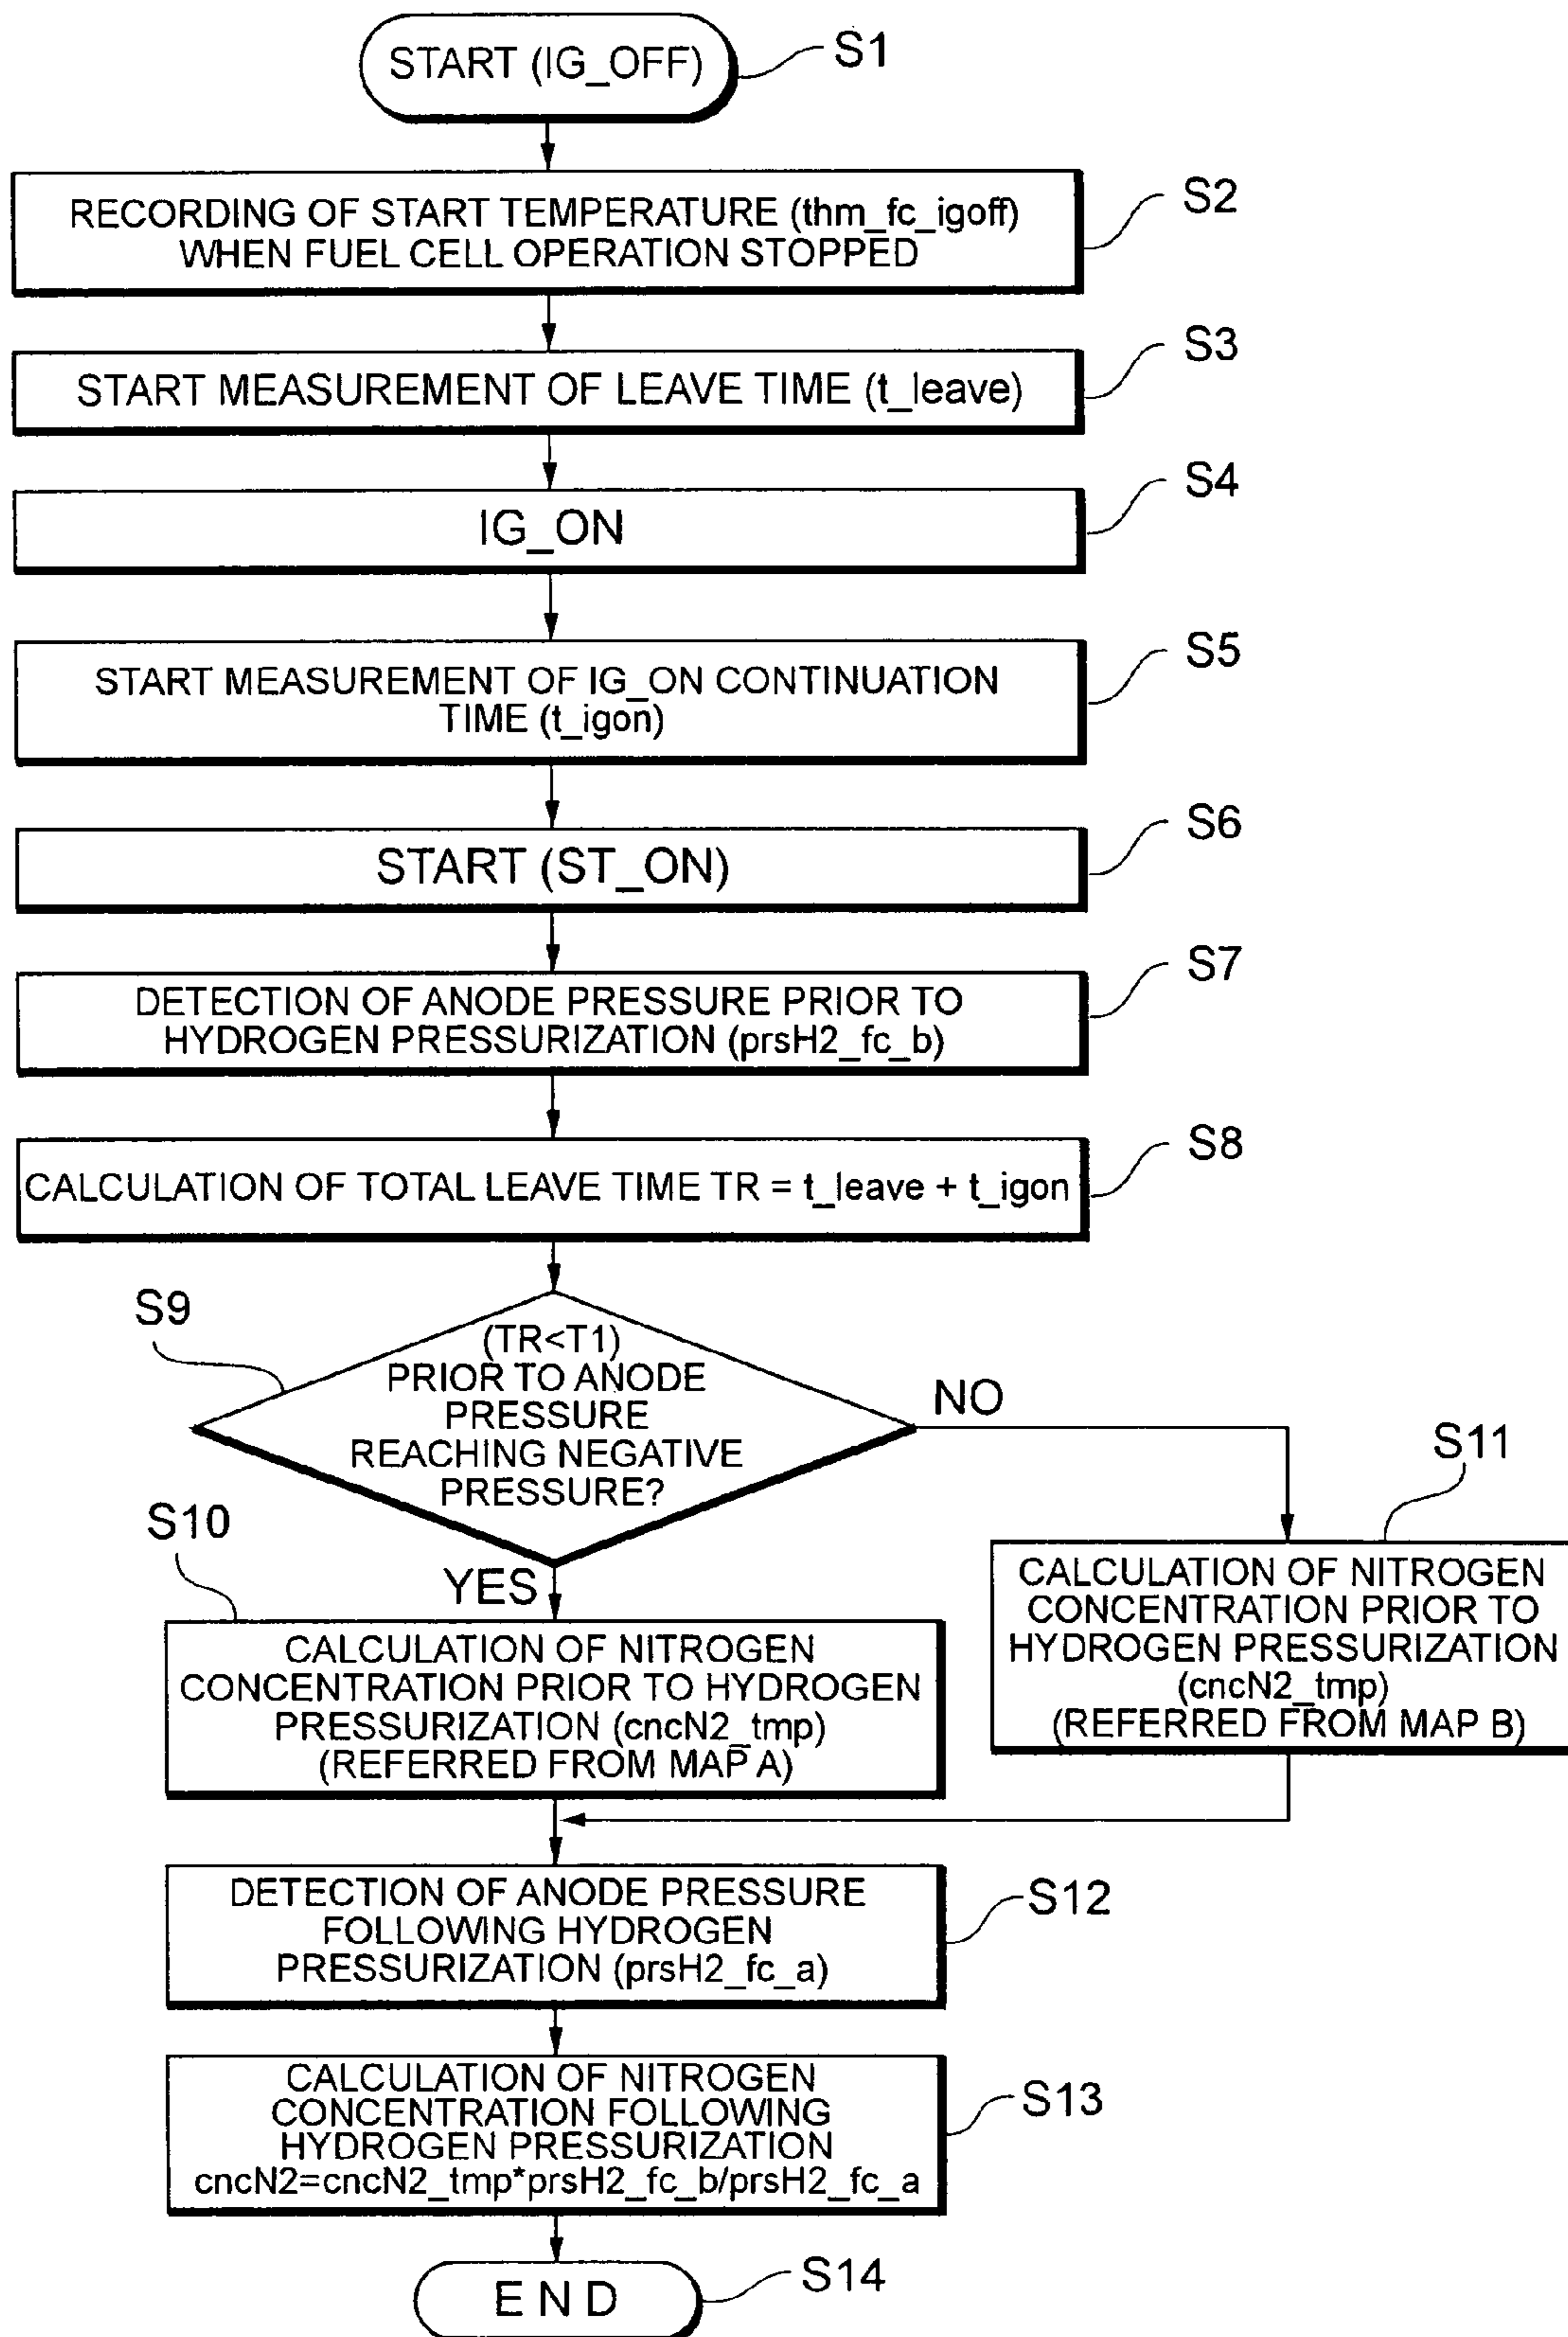 START (IG_OFF)
S1
RECORDING OF START TEMPERATURE (thm_fc_igoff)
WHEN FUEL CELL OPERATION STOPPED
S2
START MEASUREMENT OF LEAVE TIME (t_leave)
S3
IG_ON
S4
START MEASUREMENT OF IG_ON CONTINUATION
TIME (t_igon)
S5
START (ST_ON)
S6
DETECTION OF ANODE PRESSURE PRIOR TO
HYDROGEN PRESSURIZATION (prsH2_fc_b)
S7
CALCULATION OF TOTAL LEAVE TIME TR = t_leave + t_igon
S8
S9
(TR<T1)
PRIOR TO ANODE
PRESSURE
REACHING NEGATIVE
PRESSURE?
NO
YES
S10
CALCULATION OF NITROGEN
CONCENTRATION PRIOR TO HYDROGEN
PRESSURIZATION (cncN2_tmp)
(REFERRED FROM MAP A)
S11
CALCULATION OF NITROGEN
CONCENTRATION PRIOR TO
HYDROGEN PRESSURIZATION
(cncN2_tmp)
(REFERRED FROM MAP B)
DETECTION OF ANODE PRESSURE
FOLLOWING HYDROGEN
PRESSURIZATION (prsH2_fc_a)
S12
CALCULATION OF NITROGEN
CONCENTRATION FOLLOWING
HYDROGEN PRESSURIZATION
cncN2=cncN2_tmp*prsH2_fc_b/prsH2_fc_a
S13
END
S14